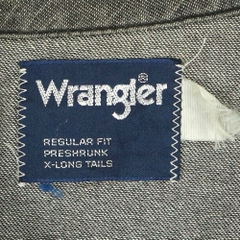 Wrangler®
REGULAR FIT
PRESHRUNK
X-LONG TAILS